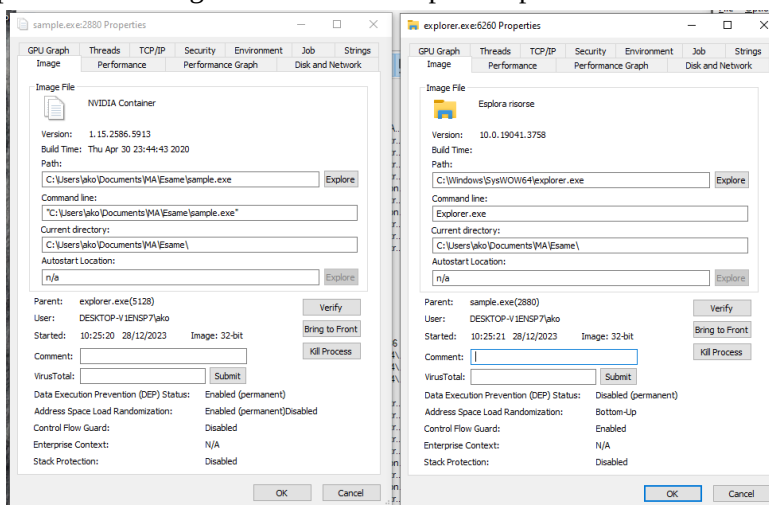 sample.exe:2880 Properties
GPU Graph Threads TCP/IP Security Environment Job Strings
Image Performance Performance Graph Disk and Network
Image File
NVIDIA Container
Version: 1.15.2586.5913
Build Time: Thu Apr 30 23:44:43 2020
Path:
C:\Users\ako\Documents\MA\Esame\sample.exe Explore
Command line:
"C:\Users\ako\Documents\MA\Esame\sample.exe"
Current directory:
C:\Users\ako\Documents\MA\Esame\
Autostart Location:
n/a Explore
Parent: explorer.exe(5128) Verify
User: DESKTOP-V1ENSP7\ako
Bring to Front
Started: 10:25:20 28/12/2023 Image: 32-bit
Comment: Kill Process
VirusTotal: Submit
Data Execution Prevention (DEP) Status: Enabled (permanent)
Address Space Load Randomization: Enabled (permanent)Disabled
Control Flow Guard: Disabled
Enterprise Context: N/A
Stack Protection: Disabled
OK Cancel
explorer.exe:6260 Properties
GPU Graph Threads TCP/IP Security Environment Job Strings
Image Performance Performance Graph Disk and Network
Image File
Esplora risorse
Version: 10.0.19041.3758
Build Time:
Path:
C:\Windows\SysWOW64\explorer.exe Explore
Command line:
Explorer.exe
Current directory:
C:\Users\ako\Documents\MA\Esame\
Autostart Location:
n/a Explore
Parent: sample.exe(2880) Verify
User: DESKTOP-V1ENSP7\ako
Bring to Front
Started: 10:25:21 28/12/2023 Image: 32-bit
Comment: Kill Process
VirusTotal: Submit
Data Execution Prevention (DEP) Status: Disabled (permanent)
Address Space Load Randomization: Bottom-Up
Control Flow Guard: Enabled
Enterprise Context: N/A
Stack Protection: Disabled
OK Cancel